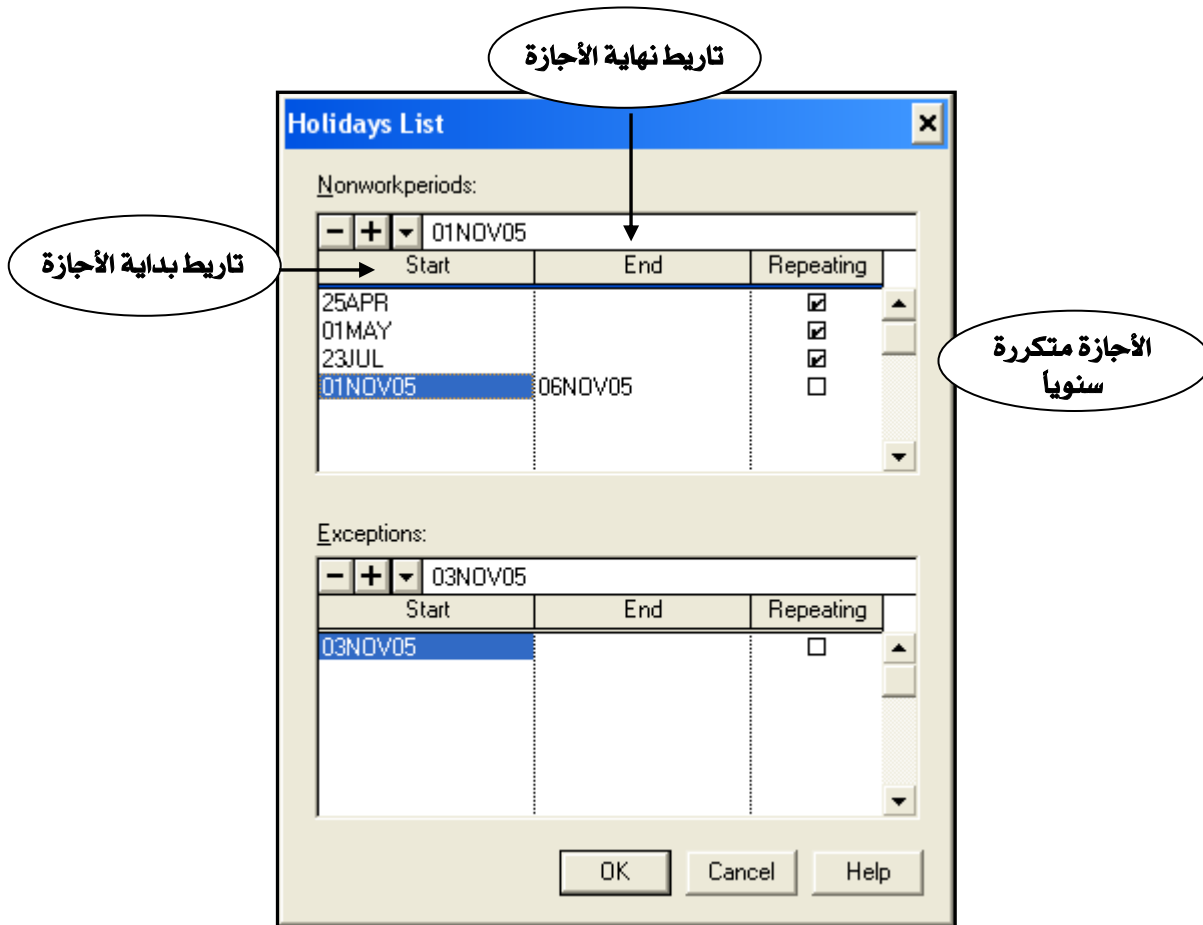 تاريط نهاية الأجازة
Holidays List
Nonworkperiods:
01NOV05
Start End Repeating
تاريط بداية الأجازة
25APR
01MAY
23JUL
01NOV05 06NOV05
الأجازة متكررة
سنوياً
Exceptions:
03NOV05
Start End Repeating
03NOV05
OK Cancel Help